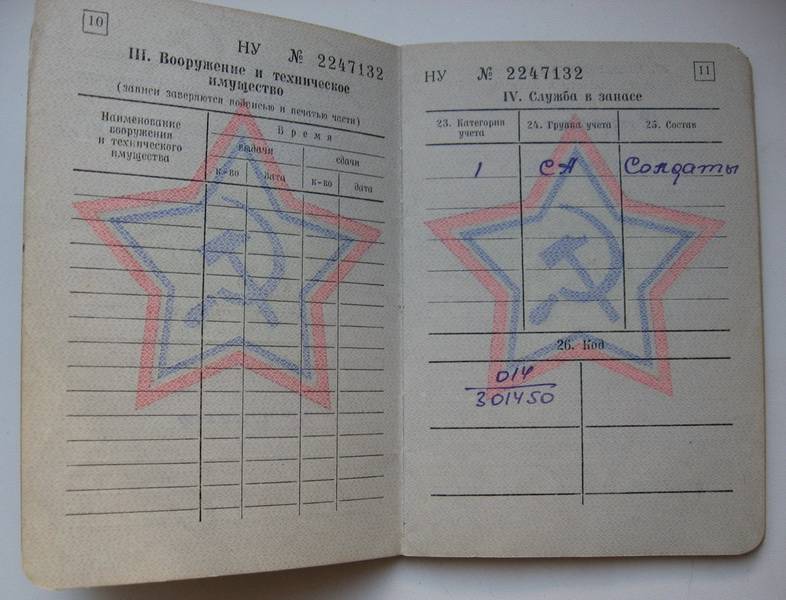 10
НУ № 2247132
III. Вооружение и техническое
имущество
(записи заверяются подписью и печатью части)
Наименование
вооружения
и технического
имущества
Время
выдачи
сдачи
к-во
дата
к-во
дата
НУ № 2247132
11
IV. Служба в запасе
23. Категория
учета
24. Группа учета
25. Состав
1
СА
Солдаты
26. Код
014
301450